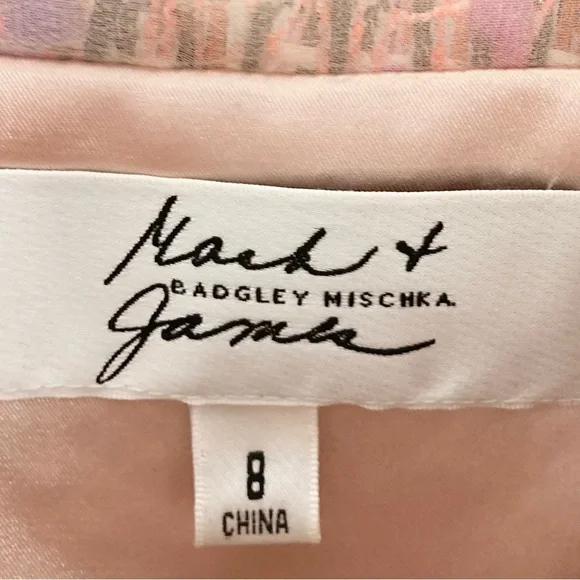 Mark +
BADGLEY MISCHKA.
James
8
CHINA